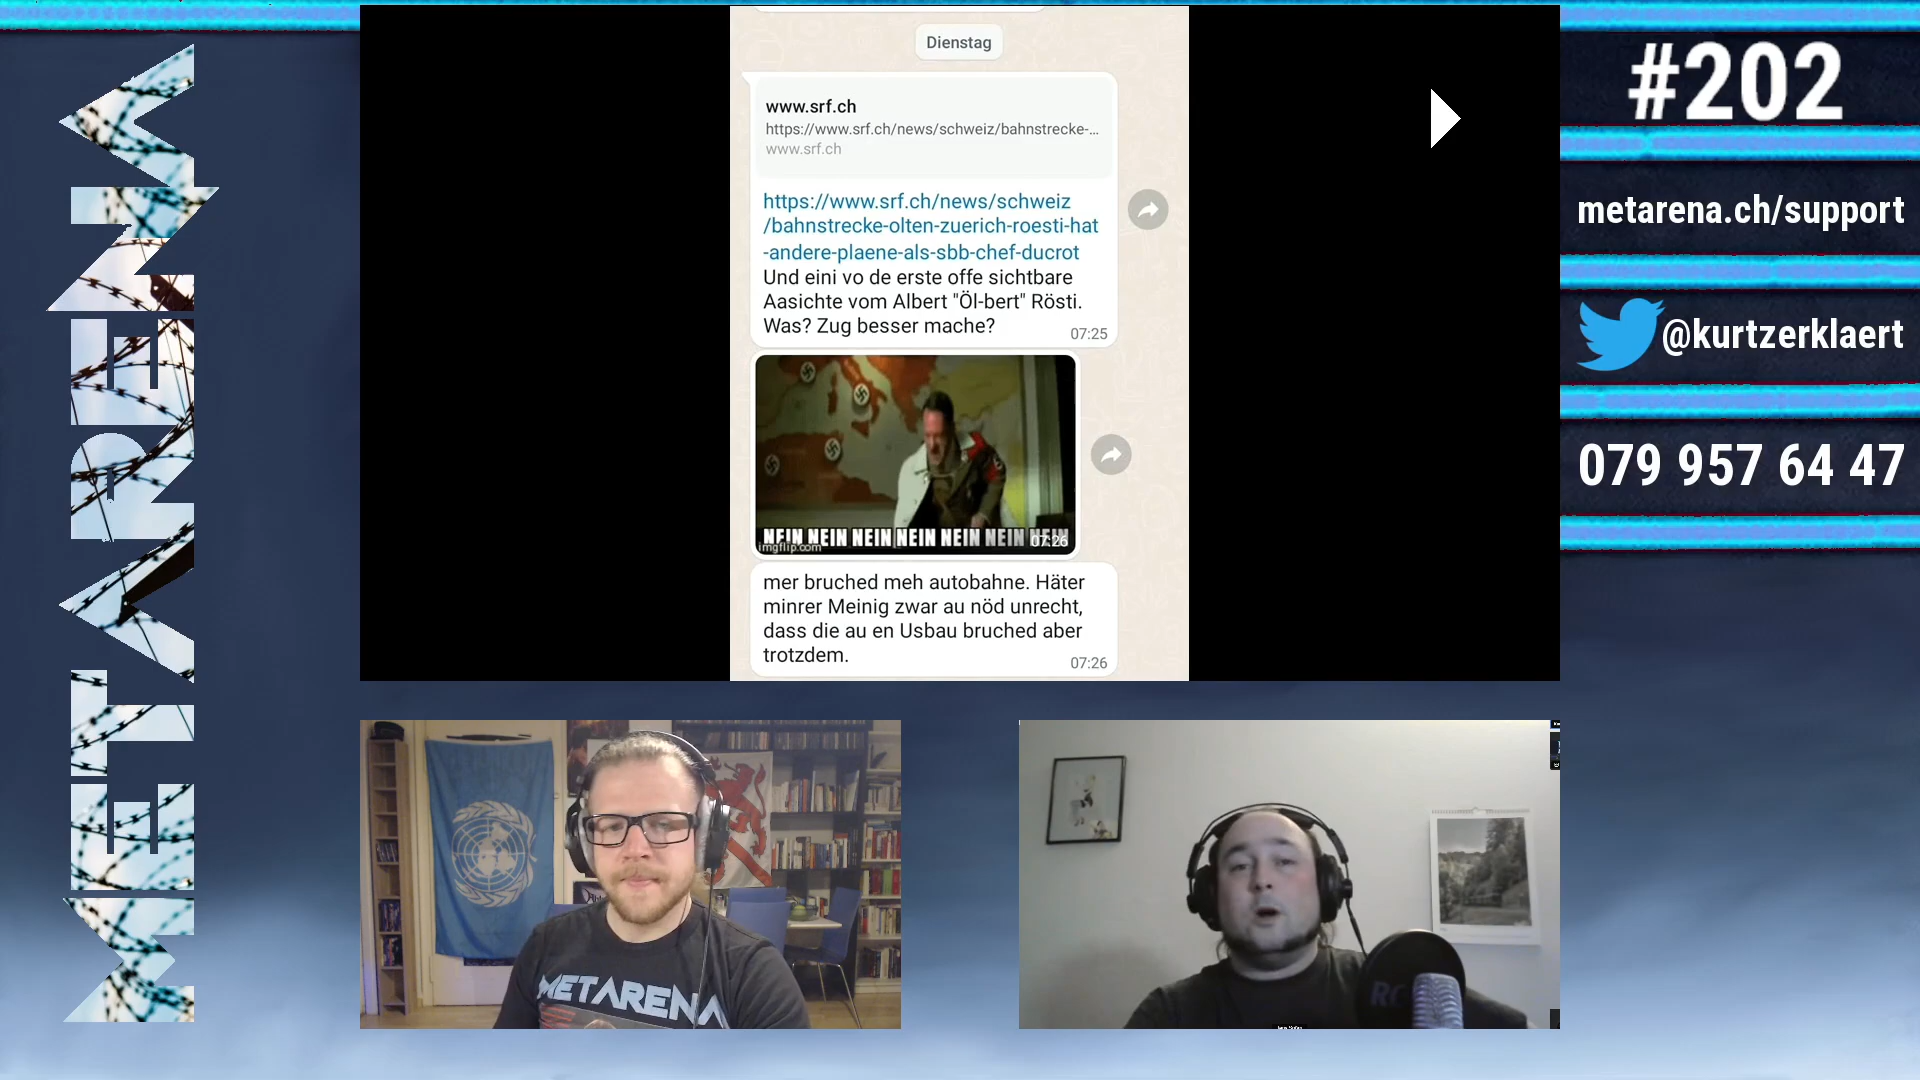 METARENA
Dienstag
www.srf.ch
https://www.srf.ch/news/schweiz/bahnstrecke-...
www.srf.ch
https://www.srf.ch/news/schweiz
/bahnstrecke-olten-zuerich-roesti-hat
-andere-plaene-als-sbb-chef-ducrot
Und eini vo de erste offe sichtbare
Aasichte vom Albert "Öl-bert" Rösti.
Was? Zug besser mache?
07:25
NEIN NEIN NEIN NEIN NEIN NEIN NEIN
imgflip.com
07:26
mer bruched meh autobahne. Häter
minrer Meinig zwar au nöd unrecht,
dass die au en Usbau bruched aber
trotzdem.
07:26
#202
metarena.ch/support
@kurtzerklaert
079 957 64 47
METARENA